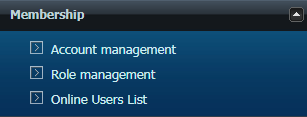 Membership
Account management
Role management
Online Users List